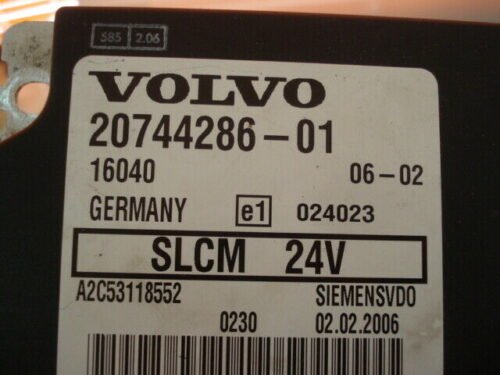 585 2.06
VOLVO
20744286-01
16040 06-02
GERMANY e1 024023
SLCM 24V
A2C53118552 SIEMENSVDO
0230 02.02.2006